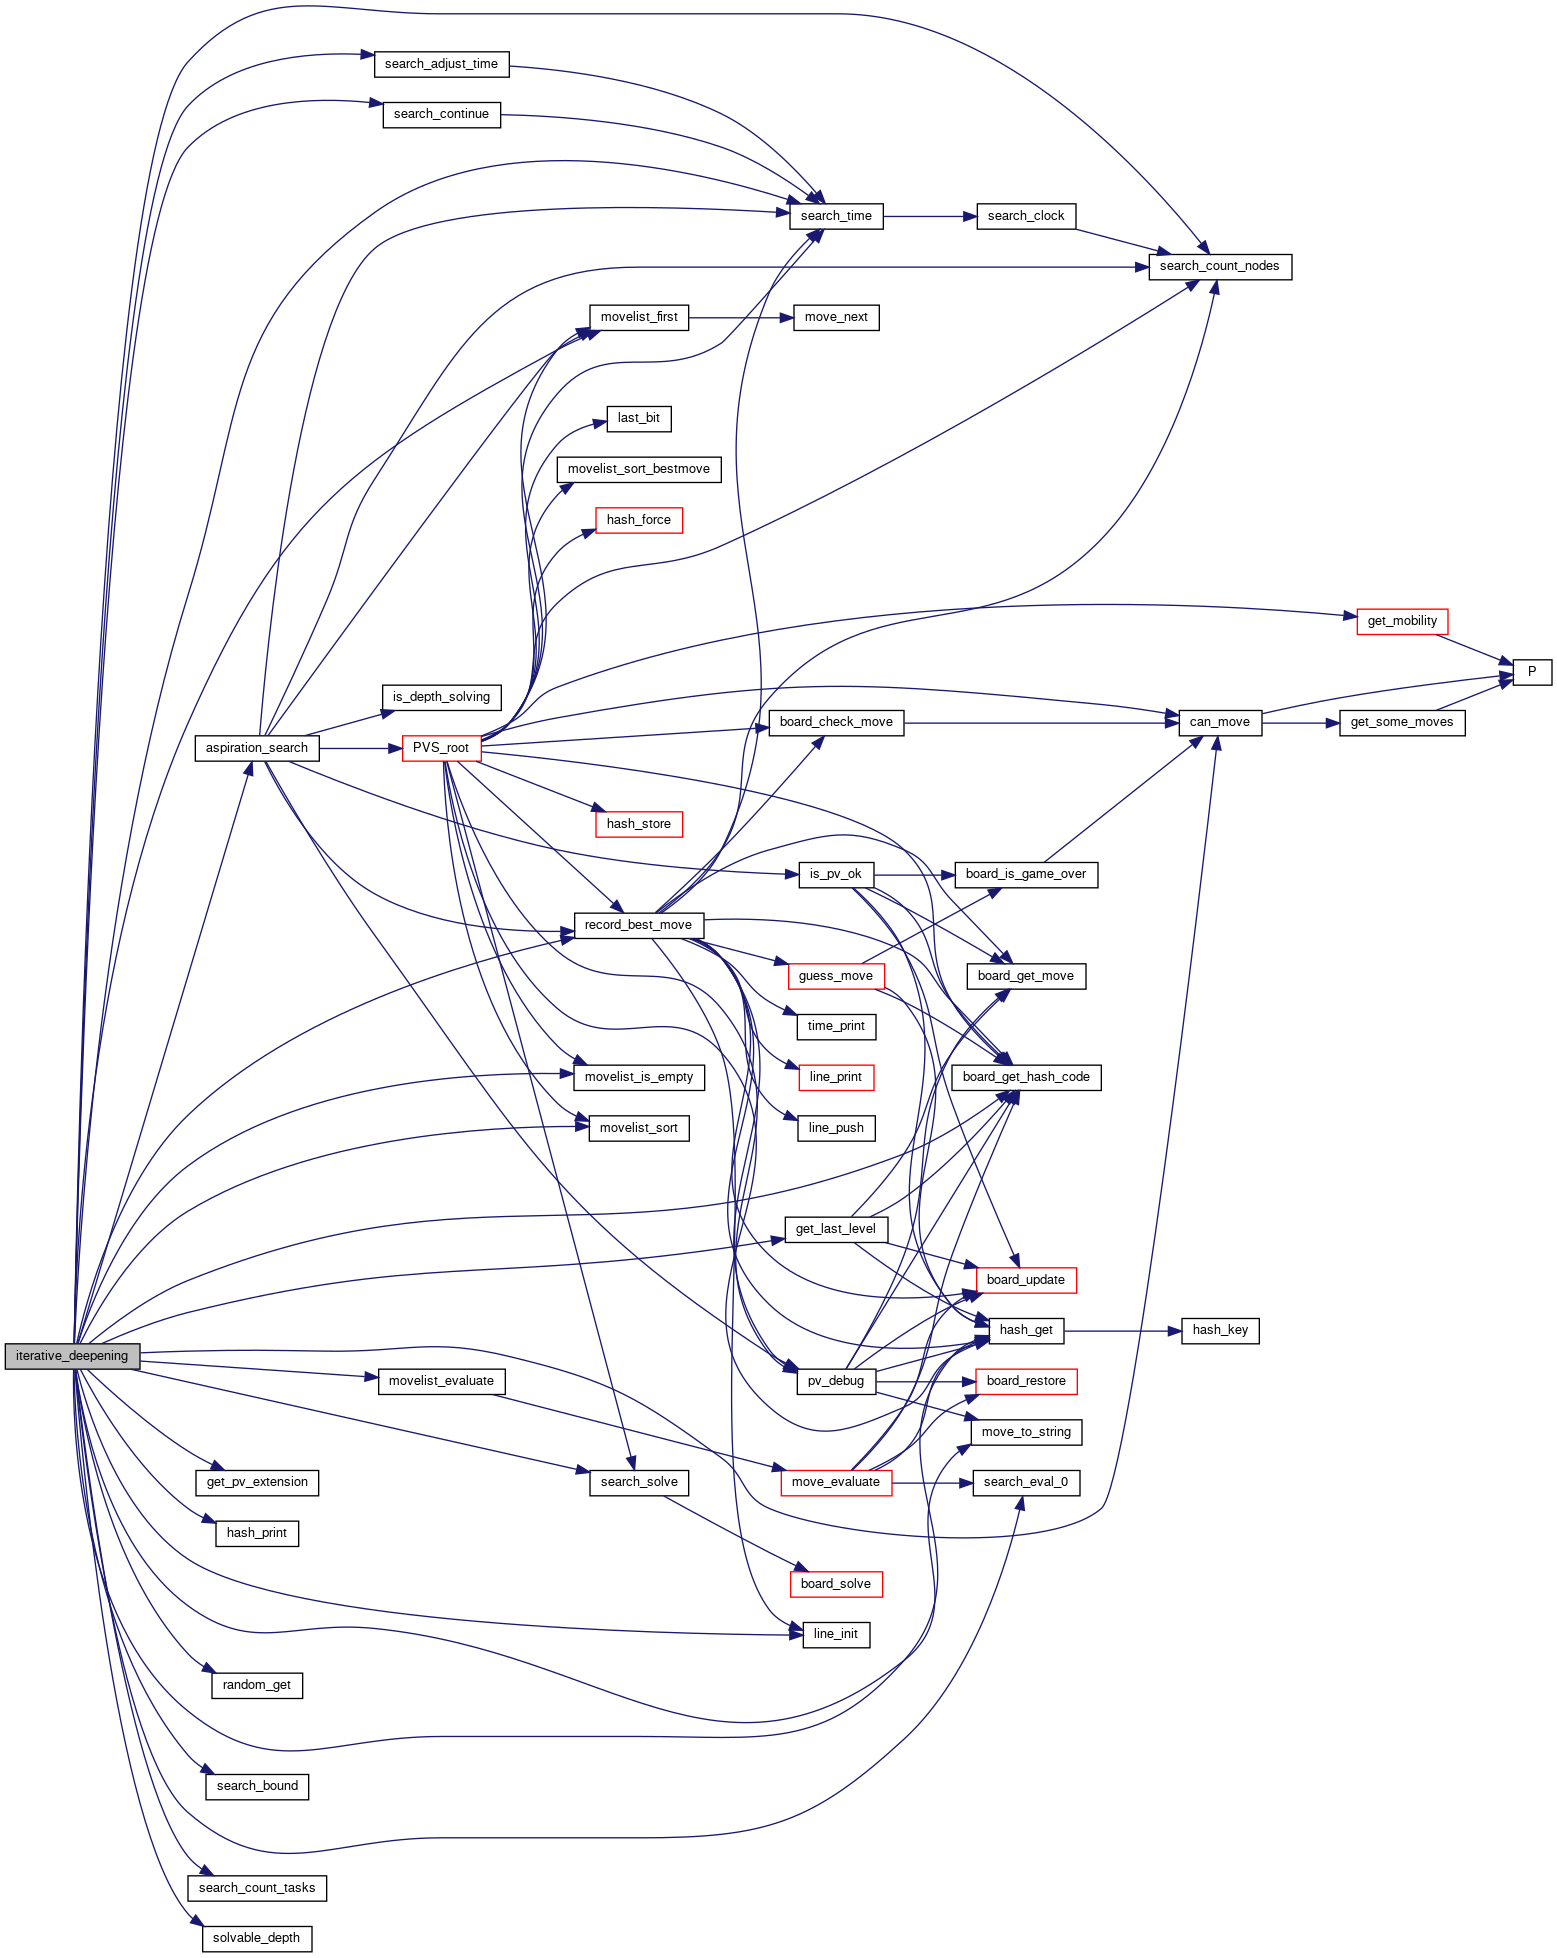 search_adjust_time
search_continue
search_time
search_clock
search_count_nodes
movelist_first
move_next
last_bit
movelist_sort_bestmove
hash_force
get_mobility
P
is_depth_solving
board_check_move
can_move
get_some_moves
aspiration_search
PVS_root
hash_store
is_pv_ok
board_is_game_over
record_best_move
guess_move
board_get_move
time_print
movelist_is_empty
line_print
board_get_hash_code
movelist_sort
line_push
get_last_level
board_update
hash_get
hash_key
iterative_deepening
movelist_evaluate
pv_debug
board_restore
move_to_string
get_pv_extension
search_solve
move_evaluate
search_eval_0
hash_print
board_solve
line_init
random_get
search_bound
search_count_tasks
solvable_depth